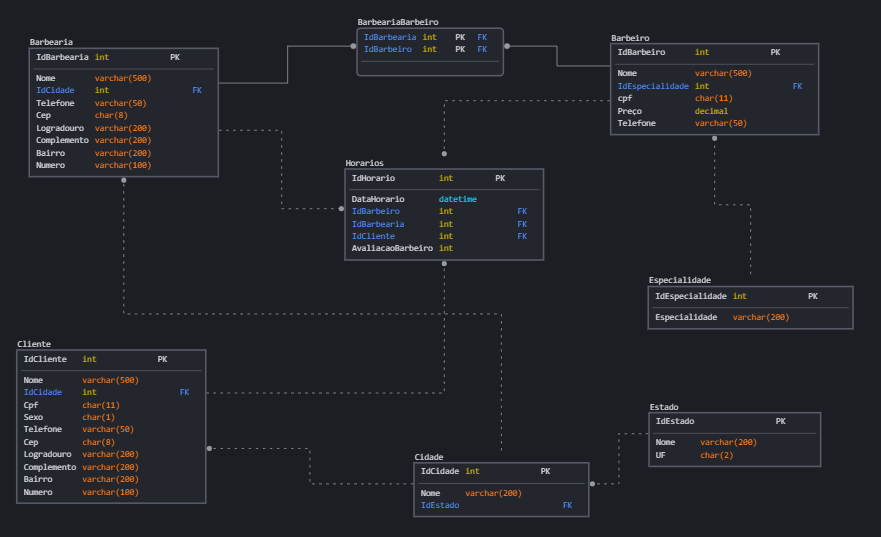 BarbeariaBarbeiro
IdBarbearia int PK FK
IdBarbeiro int PK FK
Barbearia
IdBarbearia int PK
Nome varchar(500)
IdCidade int FK
Telefone varchar(50)
Cep char(8)
Logradouro varchar(200)
Complemento varchar(200)
Bairro varchar(200)
Numero varchar(100)
Barbeiro
IdBarbeiro int PK
Nome varchar(500)
IdEspecialidade int FK
cpf char(11)
Preço decimal
Telefone varchar(50)
Horarios
IdHorario int PK
DataHorario datetime
IdBarbeiro int FK
IdBarbearia int FK
IdCliente int FK
AvaliacaoBarbeiro int
Especialidade
IdEspecialidade int PK
Especialidade varchar(200)
Cliente
IdCliente int PK
Nome varchar(500)
IdCidade int FK
Cpf char(11)
Sexo char(1)
Telefone varchar(50)
Cep char(8)
Logradouro varchar(200)
Complemento varchar(200)
Bairro varchar(200)
Numero varchar(100)
Estado
IdEstado PK
Nome varchar(200)
UF char(2)
Cidade
IdCidade int PK
Nome varchar(200)
IdEstado FK